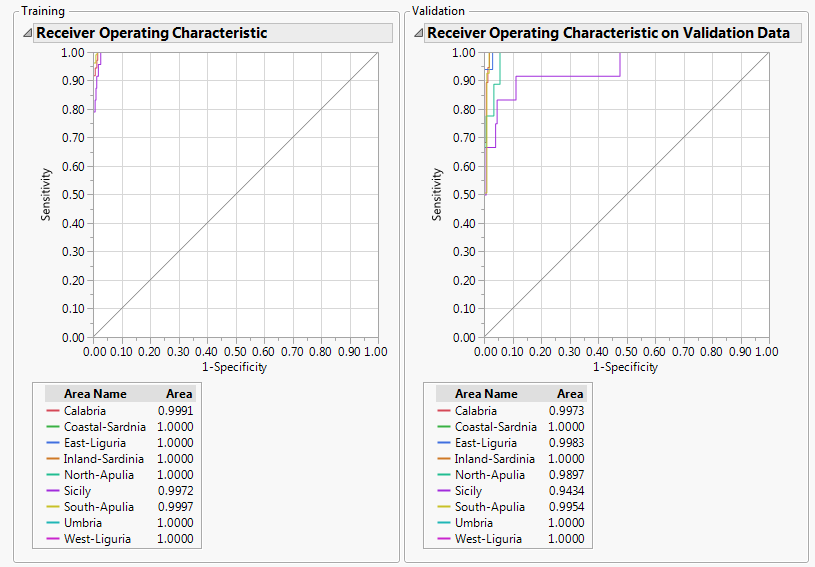 Training
Receiver Operating Characteristic
1.00
0.90
0.80
0.70
0.60
0.50
0.40
0.30
0.20
0.10
0.00
Sensitivity
0.00 0.10 0.20 0.30 0.40 0.50 0.60 0.70 0.80 0.90 1.00
1-Specificity
Area Name Area
Calabria 0.9991
Coastal-Sardnia 1.0000
East-Liguria 1.0000
Inland-Sardinia 1.0000
North-Apulia 1.0000
Sicily 0.9972
South-Apulia 0.9997
Umbria 1.0000
West-Liguria 1.0000
Validation
Receiver Operating Characteristic on Validation Data
1.00
0.90
0.80
0.70
0.60
0.50
0.40
0.30
0.20
0.10
0.00
Sensitivity
0.00 0.10 0.20 0.30 0.40 0.50 0.60 0.70 0.80 0.90 1.00
1-Specificity
Area Name Area
Calabria 0.9973
Coastal-Sardnia 1.0000
East-Liguria 0.9983
Inland-Sardinia 1.0000
North-Apulia 0.9897
Sicily 0.9434
South-Apulia 0.9954
Umbria 1.0000
West-Liguria 1.0000